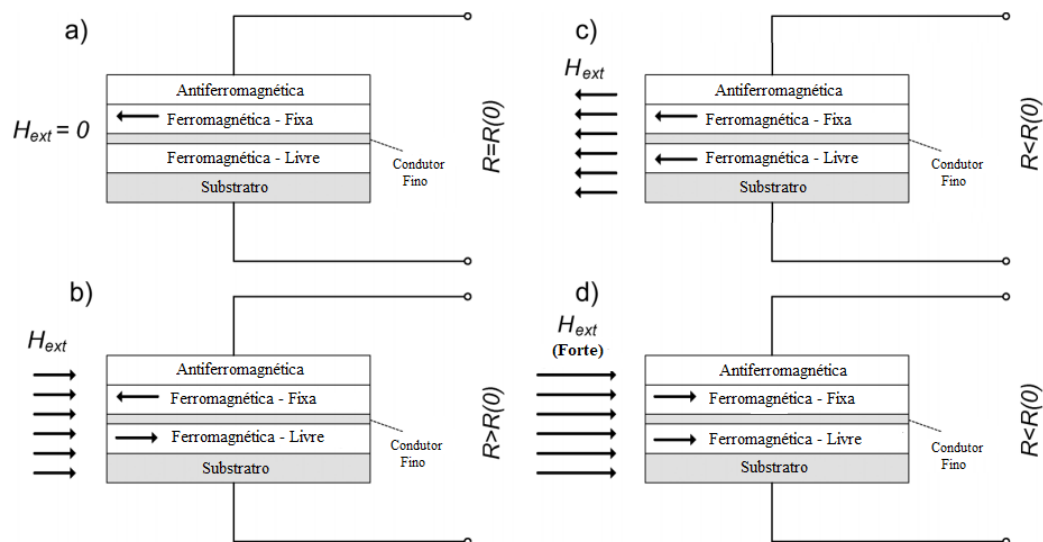 a)
H_ext = 0
Antiferromagnética
Ferromagnética - Fixa
Ferromagnética - Livre
Substratro
Condutor
Fino
R=R(0)
c)
H_ext
Antiferromagnética
Ferromagnética - Fixa
Ferromagnética - Livre
Substratro
Condutor
Fino
R<R(0)
b)
H_ext
Antiferromagnética
Ferromagnética - Fixa
Ferromagnética - Livre
Substratro
Condutor
Fino
R>R(0)
d)
H_ext
(Forte)
Antiferromagnética
Ferromagnética - Fixa
Ferromagnética - Livre
Substratro
Condutor
Fino
R<R(0)